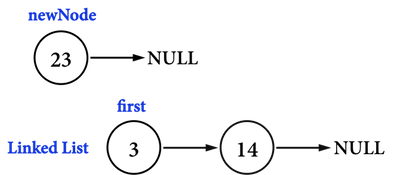 newNode
23 NULL
first
Linked List 3 14 NULL